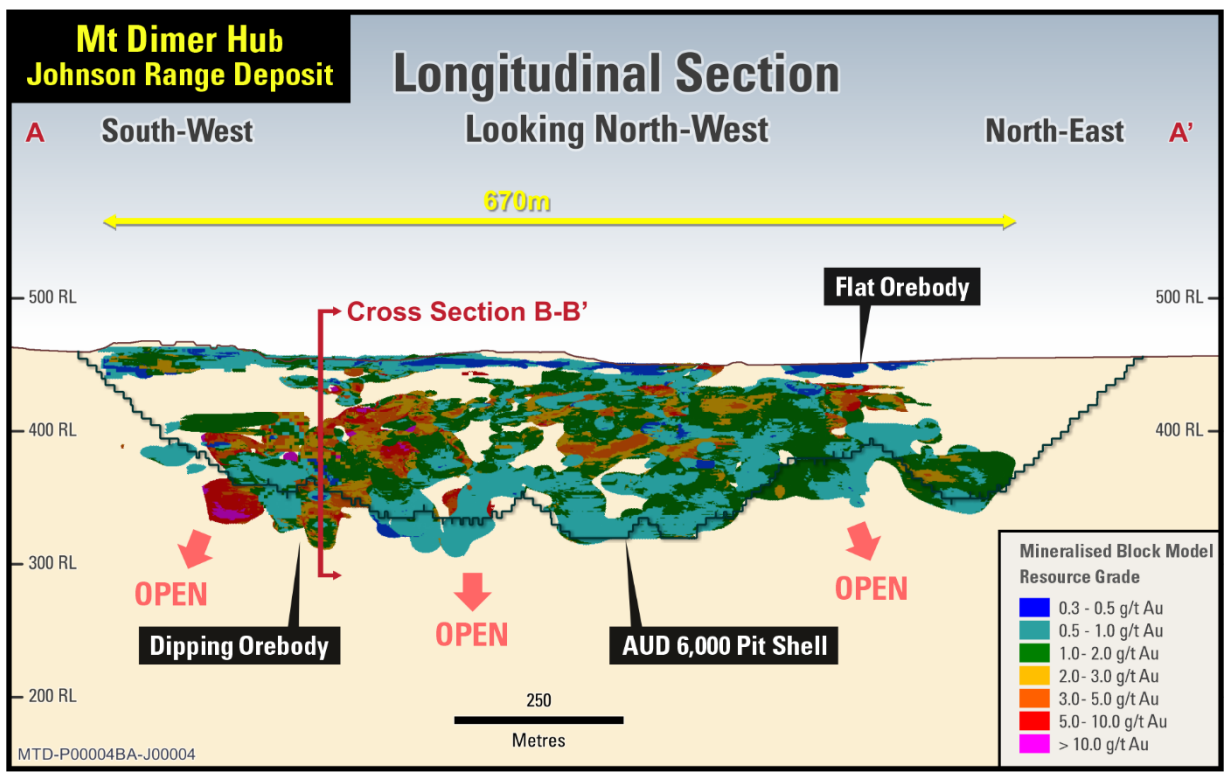 Mt Dimer Hub
Johnson Range Deposit
Longitudinal Section
A
South-West
Looking North-West
North-East
A’
670m
500 RL
Flat Orebody
500 RL
Cross Section B-B’
400 RL
400 RL
300 RL
OPEN
OPEN
OPEN
Dipping Orebody
AUD 6,000 Pit Shell
200 RL
250
Metres
Mineralised Block Model
Resource Grade
0.3 - 0.5 g/t Au
0.5 - 1.0 g/t Au
1.0- 2.0 g/t Au
2.0- 3.0 g/t Au
3.0- 5.0 g/t Au
5.0- 10.0 g/t Au
> 10.0 g/t Au
MTD-P00004BA-J00004